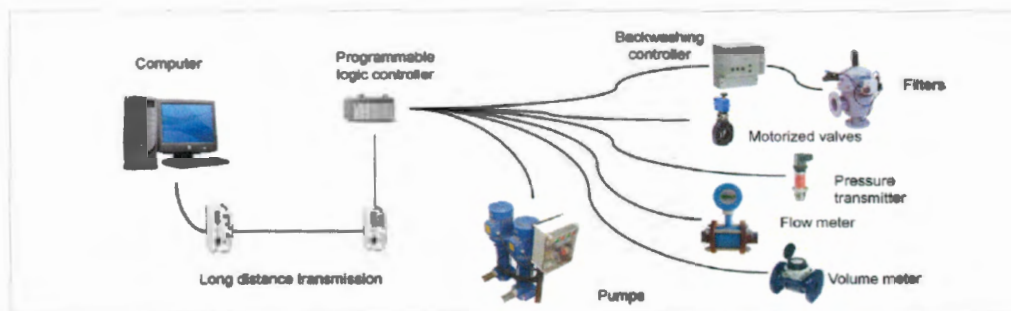 Computer
Programmable
logic controller
Backwashing
controller
Filters
Motorized valves
Pressure
transmitter
Flow meter
Volume meter
Pumps
Long distance transmission